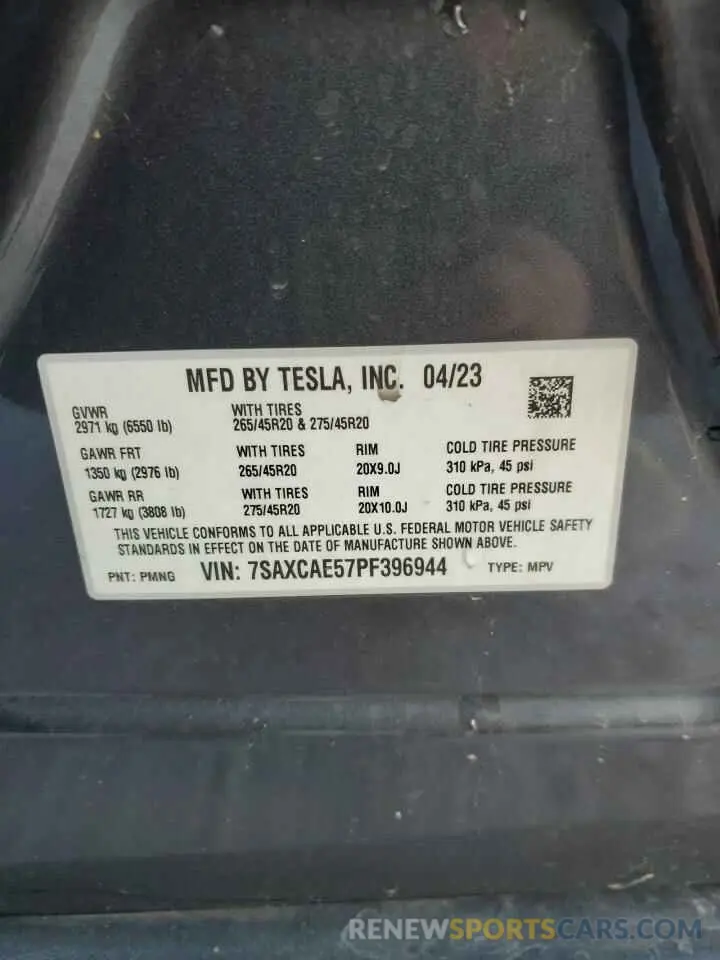 MFD BY TESLA, INC. 04/23
GVWR
2971 kg (6550 lb)
WITH TIRES
265/45R20 & 275/45R20
GAWR FRT
1350 kg (2976 lb)
WITH TIRES
265/45R20
RIM
20X9.0J
COLD TIRE PRESSURE
310 kPa, 45 psi
GAWR RR
1727 kg (3808 lb)
WITH TIRES
275/45R20
RIM
20X10.0J
COLD TIRE PRESSURE
310 kPa, 45 psi
THIS VEHICLE CONFORMS TO ALL APPLICABLE U.S. FEDERAL MOTOR VEHICLE SAFETY
STANDARDS IN EFFECT ON THE DATE OF MANUFACTURE SHOWN ABOVE.
PNT: PMNG VIN: 7SAXCAE57PF396944 TYPE: MPV
RENEWSPORTSCARS.COM